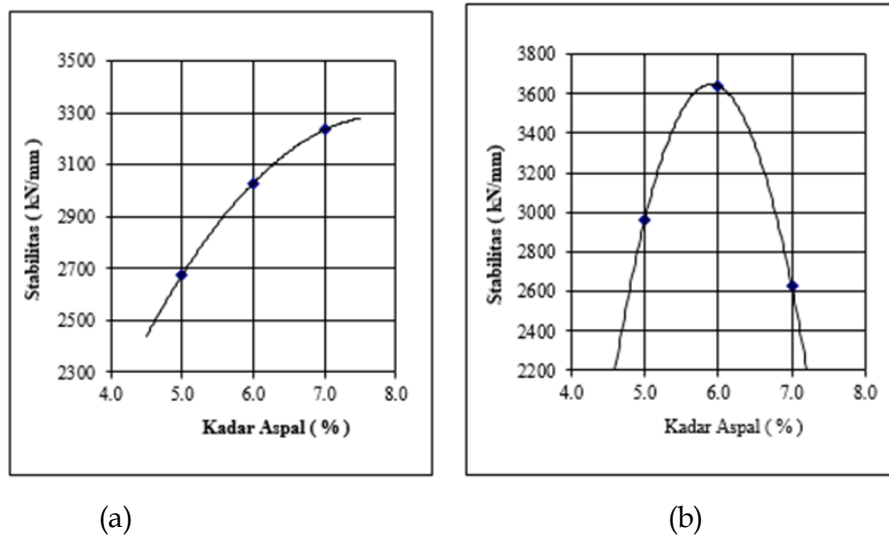 3500
3300
3100
2900
2700
2500
2300
4.0 5.0 6.0 7.0 8.0
Stabilitas ( kN/mm )
Kadar Aspal ( % )
(a)
3800
3600
3400
3200
3000
2800
2600
2400
2200
4.0 5.0 6.0 7.0 8.0
Stabilitas ( kN/mm)
Kadar Aspal ( % )
(b)